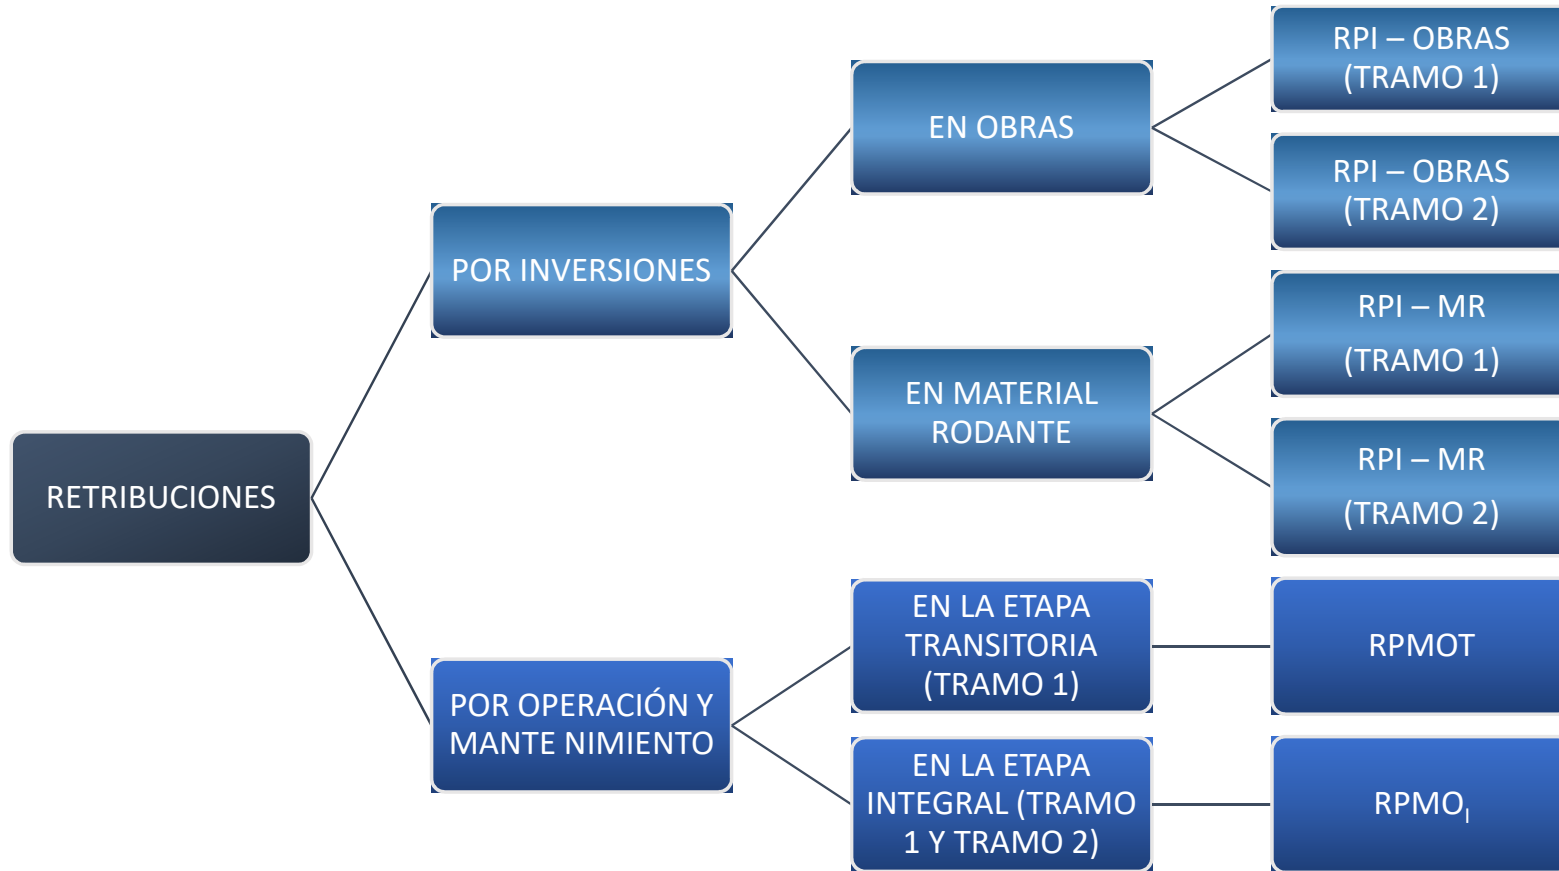 RETRIBUCIONES
POR INVERSIONES
EN OBRAS
RPI – OBRAS
(TRAMO 1)
RPI – OBRAS
(TRAMO 2)
EN MATERIAL
RODANTE
RPI – MR
(TRAMO 1)
RPI – MR
(TRAMO 2)
POR OPERACIÓN Y
MANTE NIMIENTO
EN LA ETAPA
TRANSITORIA
(TRAMO 1)
RPMOT
EN LA ETAPA
INTEGRAL (TRAMO
1 Y TRAMO 2)
RPMOI